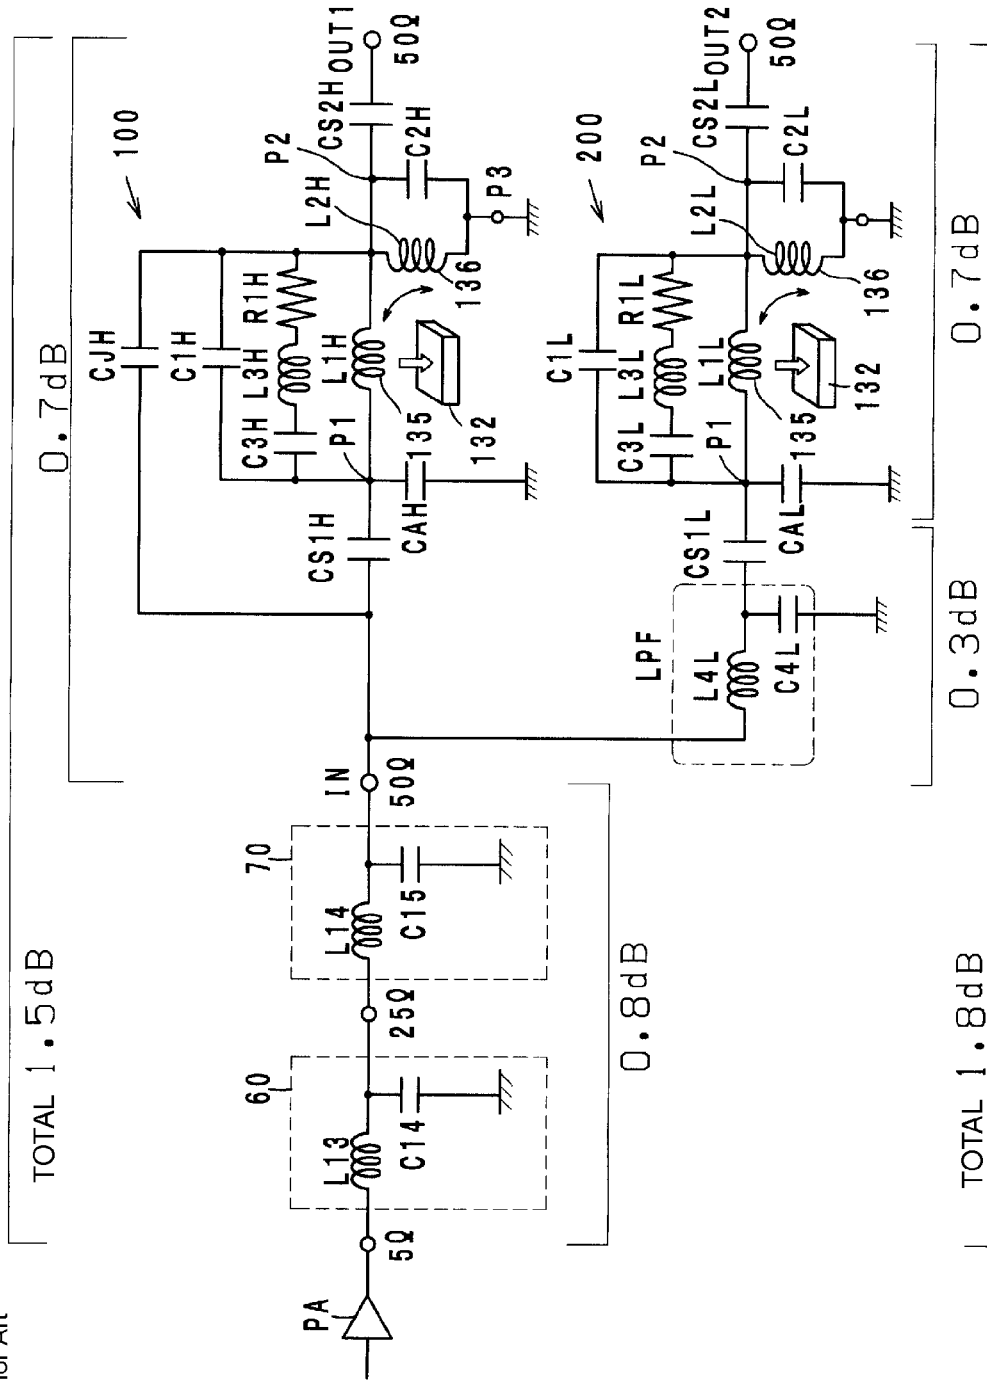 TOTAL 1.5dB
0.7dB
100
CJH
C1H
C3H L3H R1H
P1
L1H
135
132
L2H
136
P2
CS2H
OUT1
50Ω
C2H
P3
CS1H
CAH
PA
5Ω
60
L13
C14
25Ω
70
L14
C15
IN
50Ω
0.8dB
200
C1L
C3L L3L R1L
P1
L1L
135
132
L2L
136
P2
CS2L
OUT2
50Ω
C2L
CS1L
CAL
LPF
L4L
C4L
0.3dB
0.7dB
TOTAL 1.8dB
Art